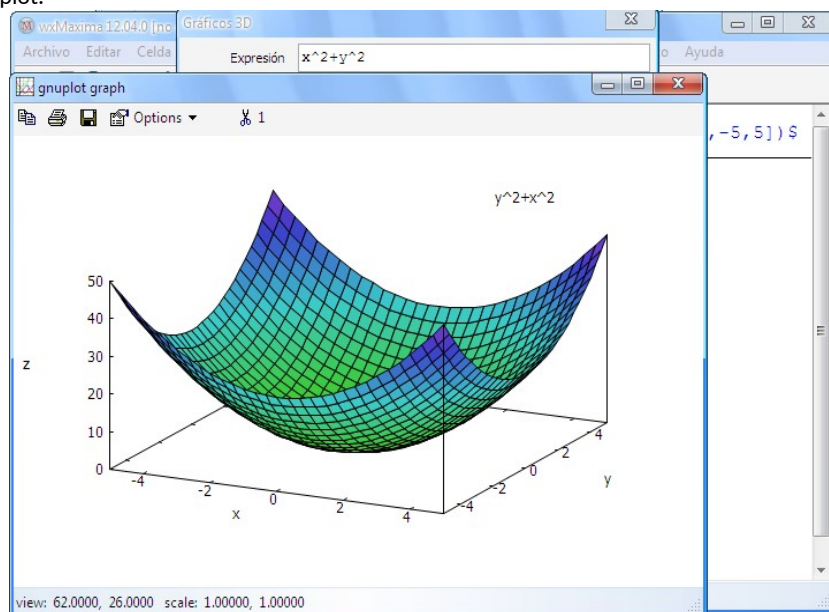 plot.
wxMaxima 12.04.0 [no
Gráficos 3D
Archivo Editar Celda
o Ayuda
Expresión x^2+y^2
gnuplot graph
Options 1
,-5,5])$
y^2+x^2
50
40
30
20
10
0
z
-4
-2
0
2
4
x
-4
-2
0
2
4
y
view: 62.0000, 26.0000 scale: 1.00000, 1.00000